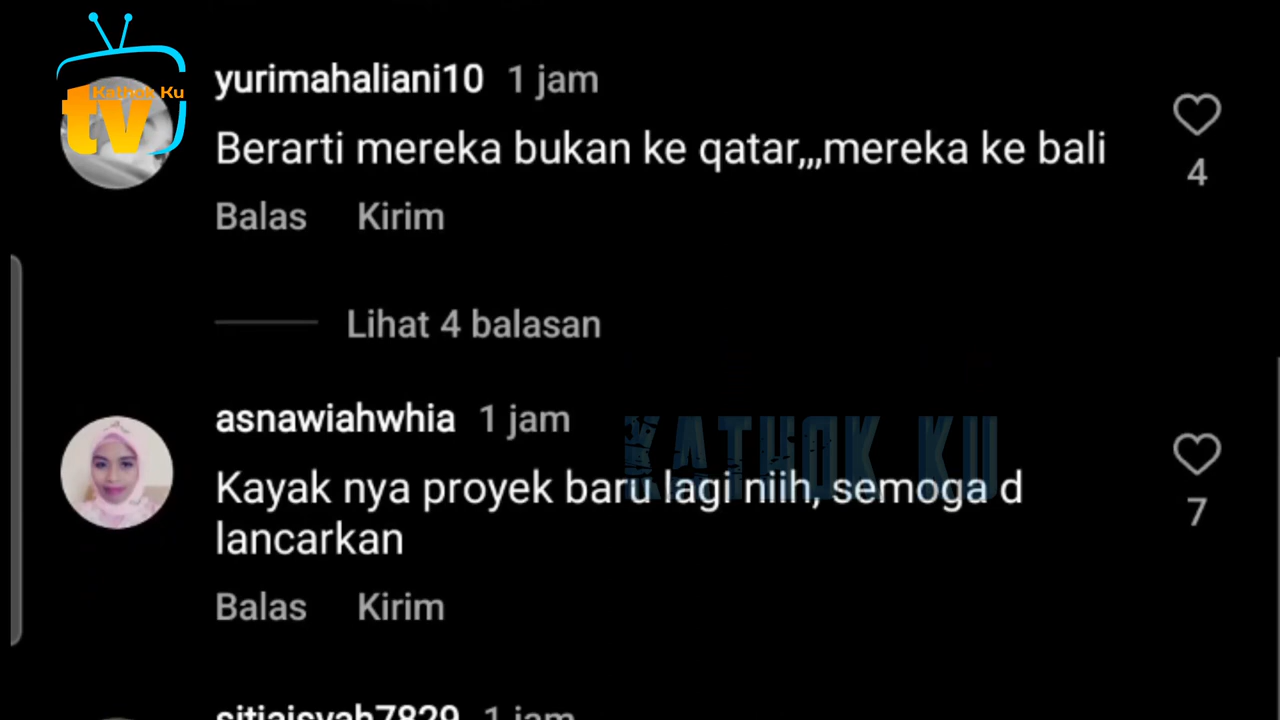 Kathok Ku
tv
yurimahaliani10 1 jam
Berarti mereka bukan ke qatar,,,mereka ke bali
4
Balas Kirim
Lihat 4 balasan
asnawiahwhia 1 jam
KATHOK KU
Kayak nya proyek baru lagi niih, semoga d
lancarkan
7
Balas Kirim
sitiaisyah7829 1 jam